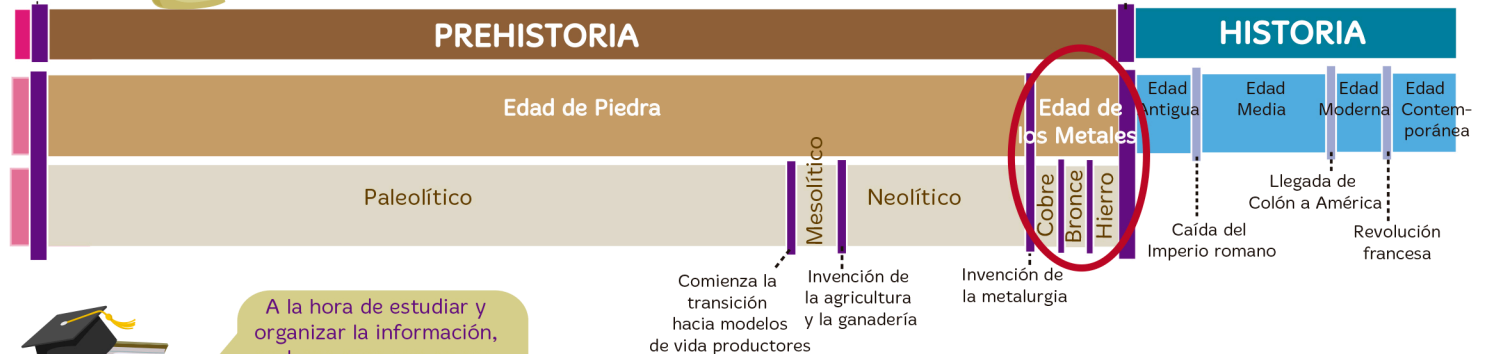 PREHISTORIA
HISTORIA
Edad de Piedra
Edad de
los Metales
Edad
Antigua
Edad
Media
Edad
Moderna
Edad
Contem-
poránea
Paleolítico
Mesolítico
Neolítico
Cobre
Bronce
Hierro
Comienza la
transición
hacia modelos
de vida productores
Invención de
la agricultura
y la ganadería
Invención de
la metalurgia
Caída del
Imperio romano
Llegada de
Colón a América
Revolución
francesa
A la hora de estudiar y
organizar la información,